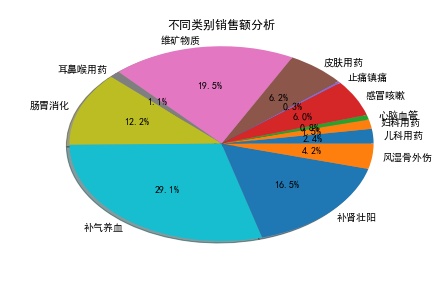 不同类别销售额分析
维矿物质
皮肤用药
耳鼻喉用药
止痛镇痛
感冒咳嗽
肠胃消化
心脑血管
妇科用药
儿科用药
风湿骨外伤
补肾壮阳
补气养血
19.5%
6.2%
1.1%
0.3%
6.0%
12.2%
0.8%
2.4%
4.2%
29.1%
16.5%